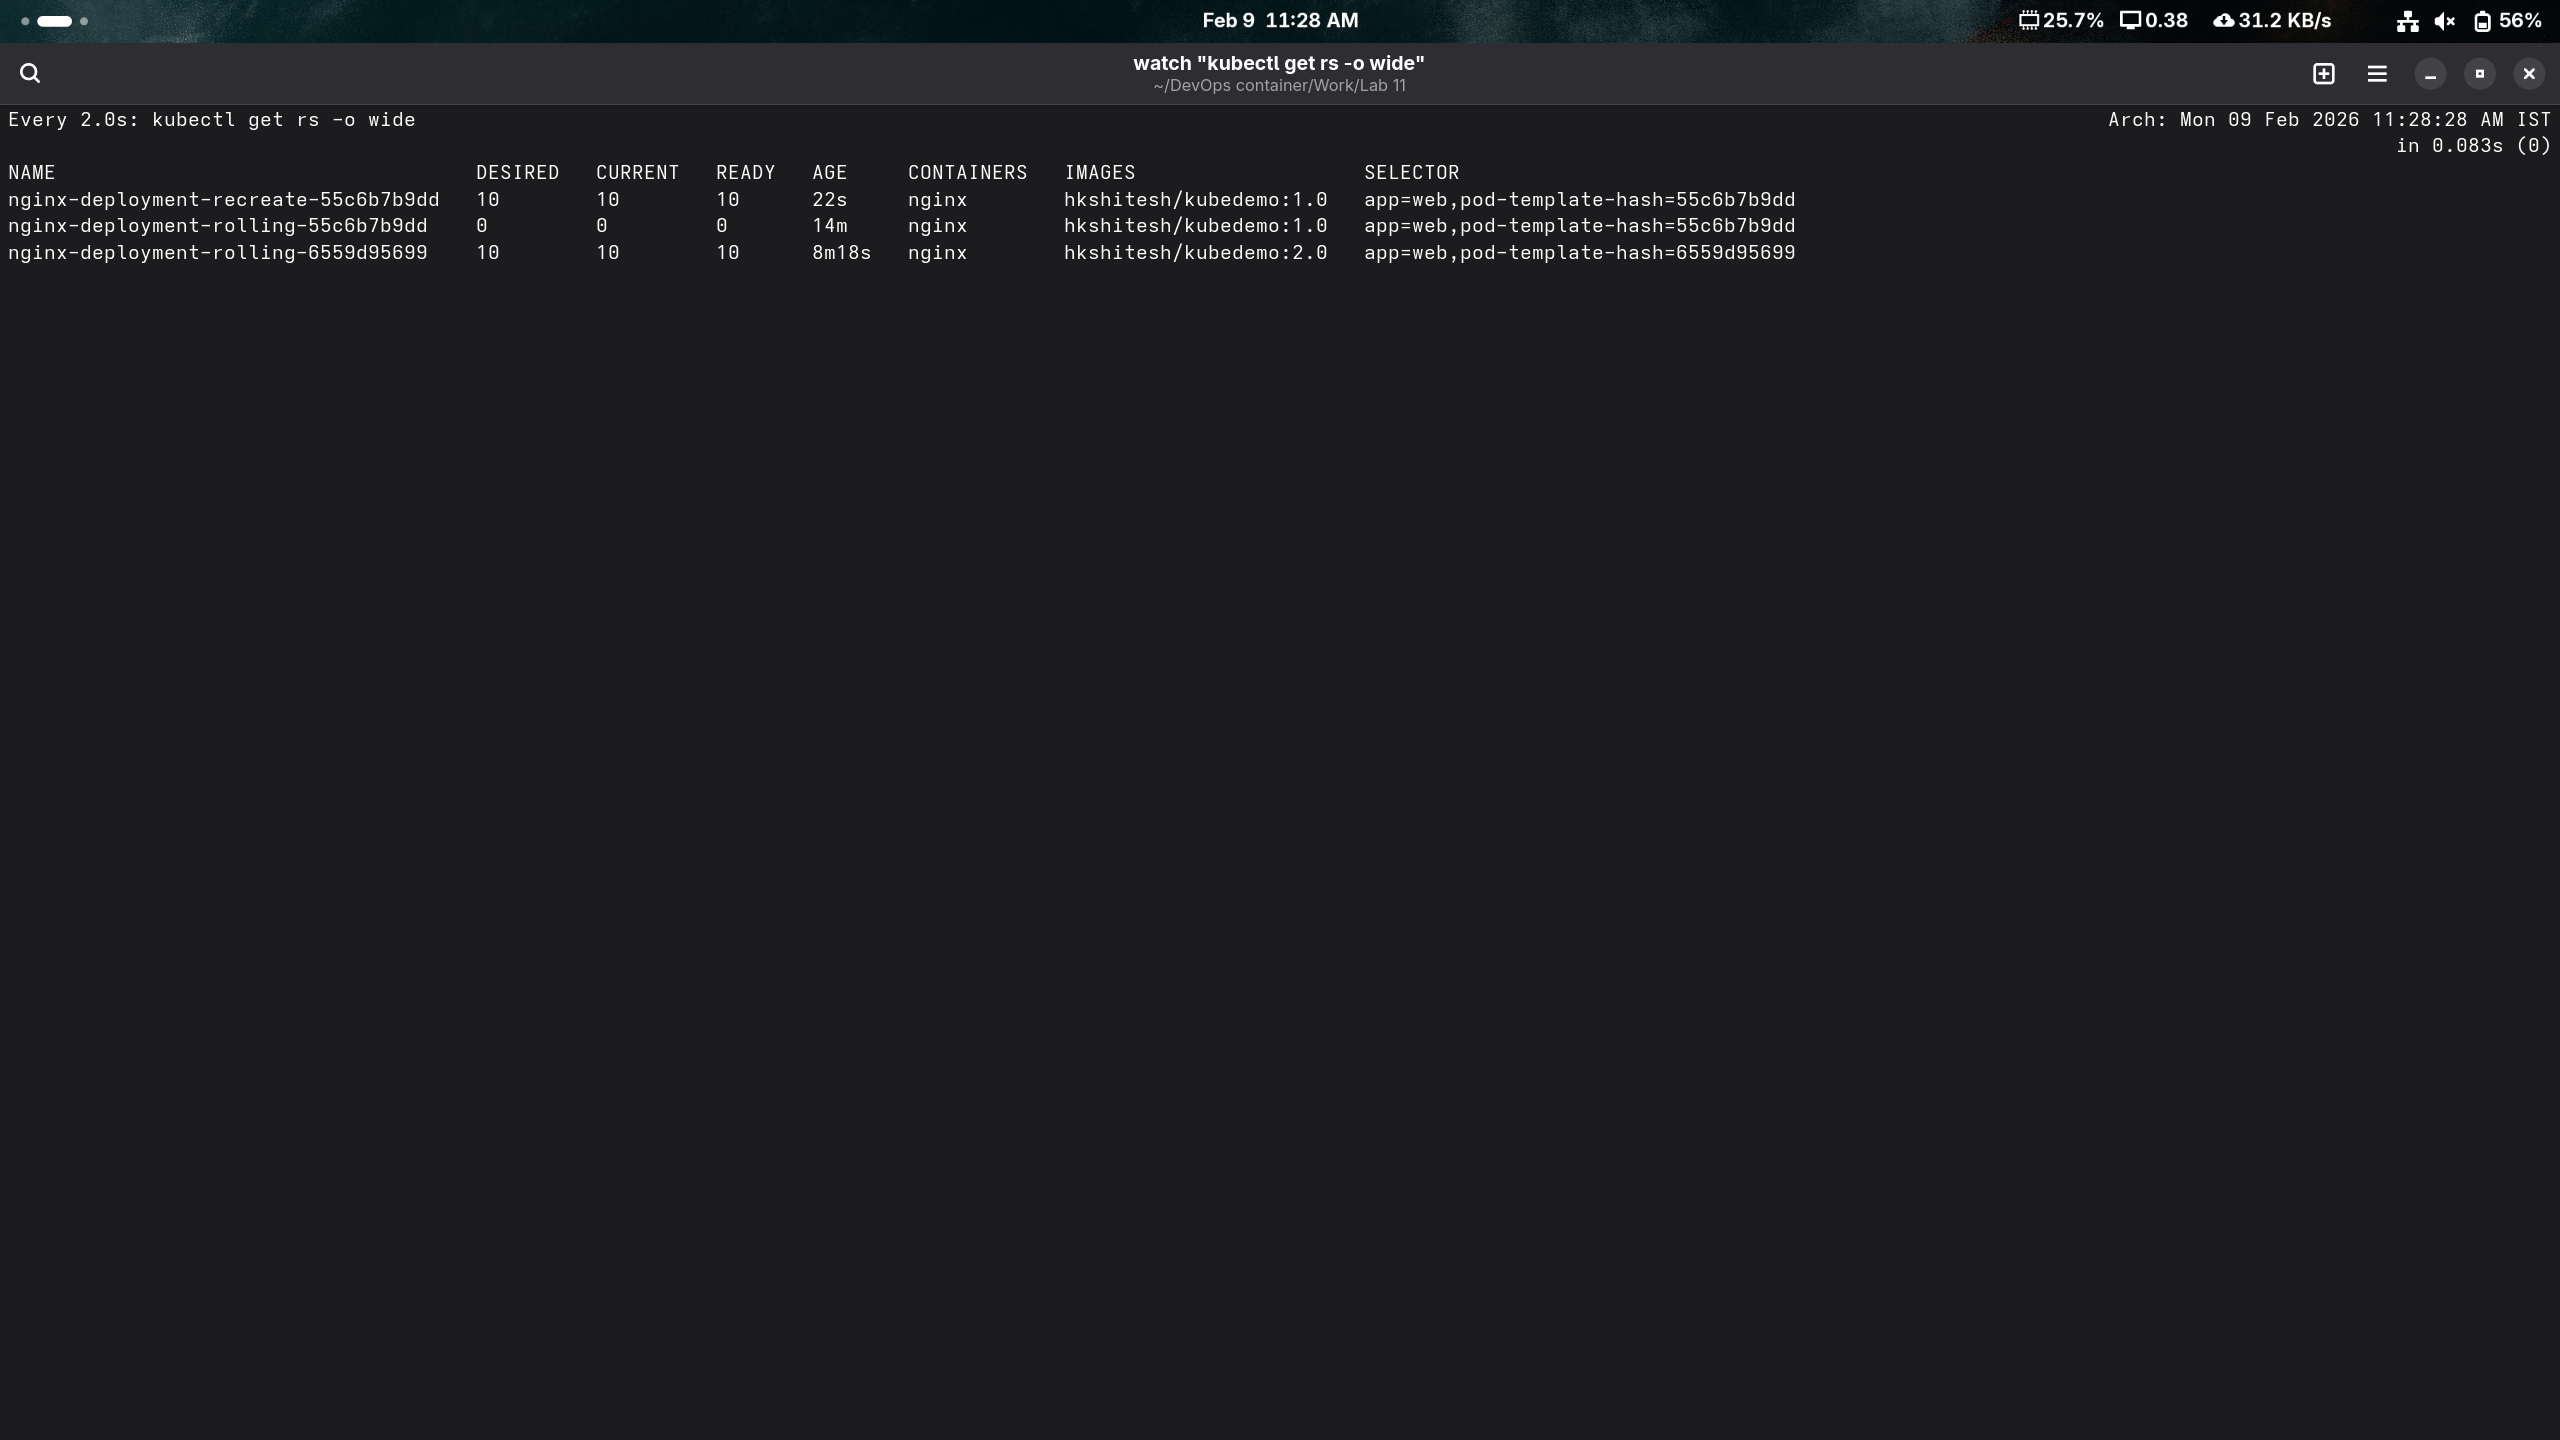 Feb 9 11:28 AM
25.7% 0.38 31.2 KB/s 56%
watch "kubectl get rs -o wide"
~/DevOps container/Work/Lab 11
Every 2.0s: kubectl get rs -o wide Arch: Mon 09 Feb 2026 11:28:28 AM IST
in 0.083s (0)
NAME DESIRED CURRENT READY AGE CONTAINERS IMAGES SELECTOR
nginx-deployment-recreate-55c6b7b9dd 10 10 10 22s nginx hkshitesh/kubedemo:1.0 app=web,pod-template-hash=55c6b7b9dd
nginx-deployment-rolling-55c6b7b9dd 0 0 0 14m nginx hkshitesh/kubedemo:1.0 app=web,pod-template-hash=55c6b7b9dd
nginx-deployment-rolling-6559d95699 10 10 10 8m18s nginx hkshitesh/kubedemo:2.0 app=web,pod-template-hash=6559d95699